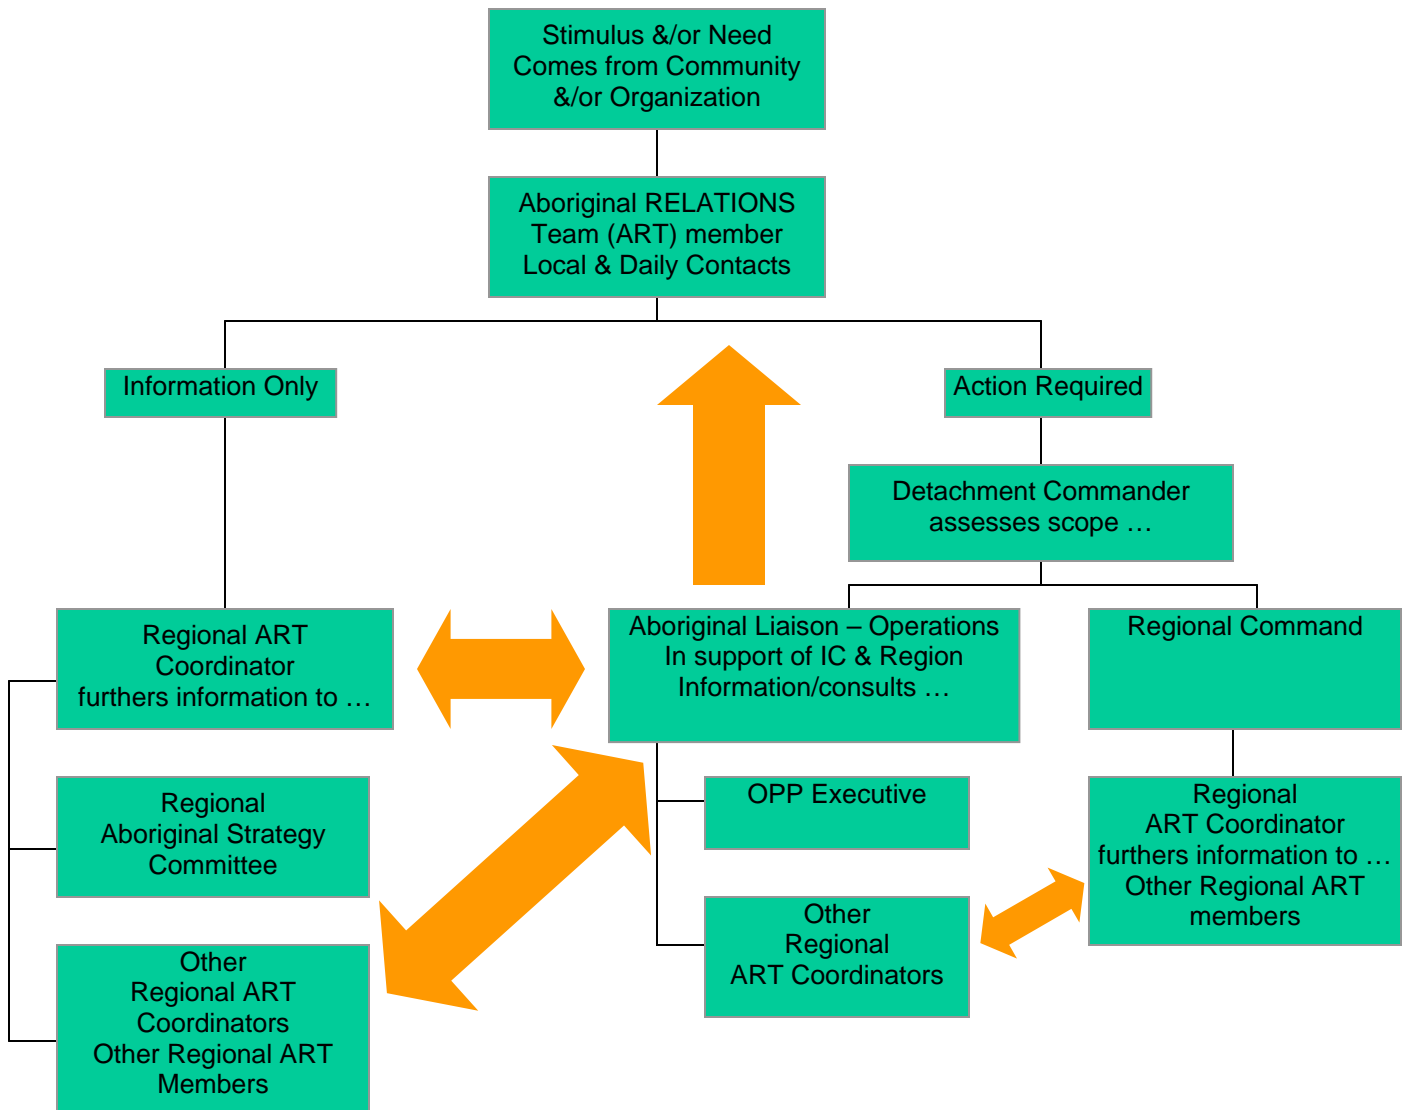 Stimulus &/or Need
Comes from Community
&/or Organization
Aboriginal RELATIONS
Team (ART) member
Local & Daily Contacts
Information Only
Action Required
Detachment Commander
assesses scope …
Regional ART
Coordinator
furthers information to …
Aboriginal Liaison – Operations
In support of IC & Region
Information/consults …
Regional Command
Regional
Aboriginal Strategy
Committee
OPP Executive
Regional
ART Coordinator
furthers information to …
Other Regional ART
members
Other
Regional ART
Coordinators
Other Regional ART
Members
Other
Regional
ART Coordinators